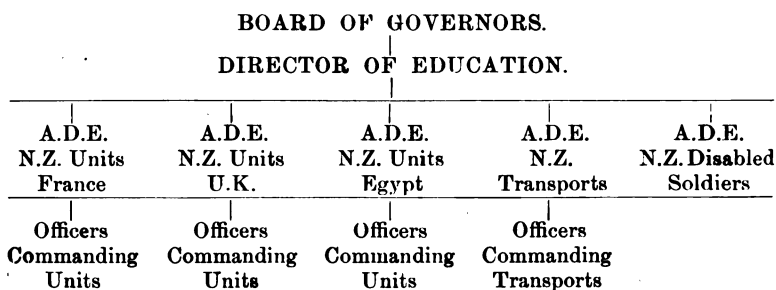 BOARD OF GOVERNORS.
DIRECTOR OF EDUCATION.
A.D.E. A.D.E. A.D.E. A.D.E. A.D.E.
N.Z. Units N.Z. Units N.Z. Units N.Z. N.Z. Disabled
France U.K. Egypt Transports Soldiers
Officers Officers Officers Officers
Commanding Commanding Commanding Commanding
Units Units Units Transports